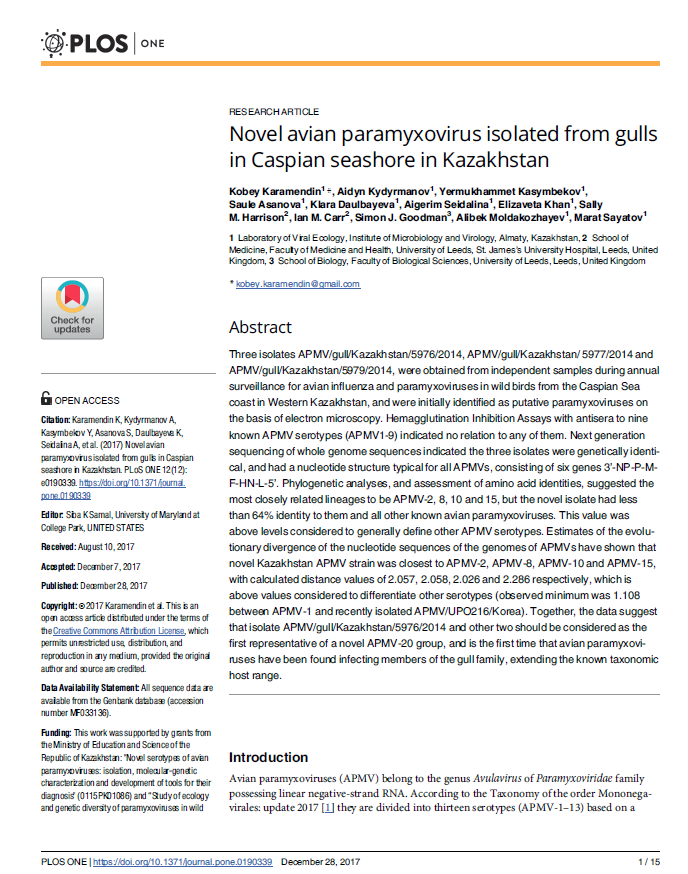 PLOS ONE
RESEARCH ARTICLE
Novel avian paramyxovirus isolated from gulls
in Caspian seashore in Kazakhstan
Kobey Karamendin1*, Aidyn Kydyrmanov1, Yermukhammet Kasymbekov1,
Saule Asanova1, Klara Daulbayeva1, Aigerim Seidalina1, Elizaveta Khan1, Sally
M. Harrison2, Ian M. Carr2, Simon J. Goodman3, Alibek Moldakozhayev1, Marat Sayatov1
1 Laboratory of Viral Ecology, Institute of Microbiology and Virology, Almaty, Kazakhstan, 2 School of
Medicine, Faculty of Medicine and Health, University of Leeds, St. James's University Hospital, Leeds, United
Kingdom, 3 School of Biology, Faculty of Biological Sciences, University of Leeds, Leeds, United Kingdom
* kobey.karamendin@gmail.com
Abstract
Three isolates APMV/gull/Kazakhstan/5976/2014, APMV/gull/Kazakhstan/ 5977/2014 and
APMV/gull/Kazakhstan/5979/2014, were obtained from independent samples during annual
surveillance for avian influenza and paramyxoviruses in wild birds from the Caspian Sea
coast in Western Kazakhstan, and were initially identified as putative paramyxoviruses on
the basis of electron microscopy. Hemagglutination Inhibition Assays with antisera to nine
known APMV serotypes (APMV1-9) indicated no relation to any of them. Next generation
sequencing of whole genome sequences indicated the three isolates were genetically identi-
cal, and had a nucleotide structure typical for all APMVs, consisting of six genes 3'-NP-P-M-
F-HN-L-5'. Phylogenetic analyses, and assessment of amino acid identities, suggested the
most closely related lineages to be APMV-2, 8, 10 and 15, but the novel isolate had less
than 64% identity to them and all other known avian paramyxoviruses. This value was
above levels considered to generally define other APMV serotypes. Estimates of the evolu-
tionary divergence of the nucleotide sequences of the genomes of APMVs have shown that
novel Kazakhstan APMV strain was closest to APMV-2, APMV-8, APMV-10 and APMV-15,
with calculated distance values of 2.057, 2.058, 2.026 and 2.286 respectively, which is
above values considered to differentiate other serotypes (observed minimum was 1.108
between APMV-1 and recently isolated APMV/UPO216/Korea). Together, the data suggest
that isolate APMV/gull/Kazakhstan/5976/2014 and other two should be considered as the
first representative of a novel APMV-20 group, and is the first time that avian paramyxovi-
ruses have been found infecting members of the gull family, extending the known taxonomic
host range.
Introduction
Avian paramyxoviruses (APMV) belong to the genus Avulavirus of Paramyxoviridae family
possessing linear negative-strand RNA. According to the Taxonomy of the order Mononega-
virales: update 2017 [1] they are divided into thirteen serotypes (APMV-1–13) based on a
Check for
updates
OPEN ACCESS
Citation: Karamendin K, Kydyrmanov A,
Kasymbekov Y, Asanova S, Daulbayeva K,
Seidalina A, et al. (2017) Novel avian
paramyxovirus isolated from gulls in Caspian
seashore in Kazakhstan. PLoS ONE 12(12):
e0190339. https://doi.org/10.1371/journal.
pone.0190339
Editor: Siba K Samal, University of Maryland at
College Park, UNITED STATES
Received: August 10, 2017
Accepted: December 7, 2017
Published: December 28, 2017
Copyright: © 2017 Karamendin et al. This is an
open access article distributed under the terms of
the Creative Commons Attribution License, which
permits unrestricted use, distribution, and
reproduction in any medium, provided the original
author and source are credited.
Data Availability Statement: All sequence data are
available from the Genbank database (accession
number MF033136).
Funding: This work was supported by grants from
the Ministry of Education and Science of the
Republic of Kazakhstan: "Novel serotypes of avian
paramyxoviruses: isolation, molecular-genetic
characterization and development of tools for their
diagnosis" (0115PK01086) and "Study of ecology
and genetic diversity of paramyxoviruses in wild
PLOS ONE | https://doi.org/10.1371/journal.pone.0190339 December 28, 2017
1 / 15